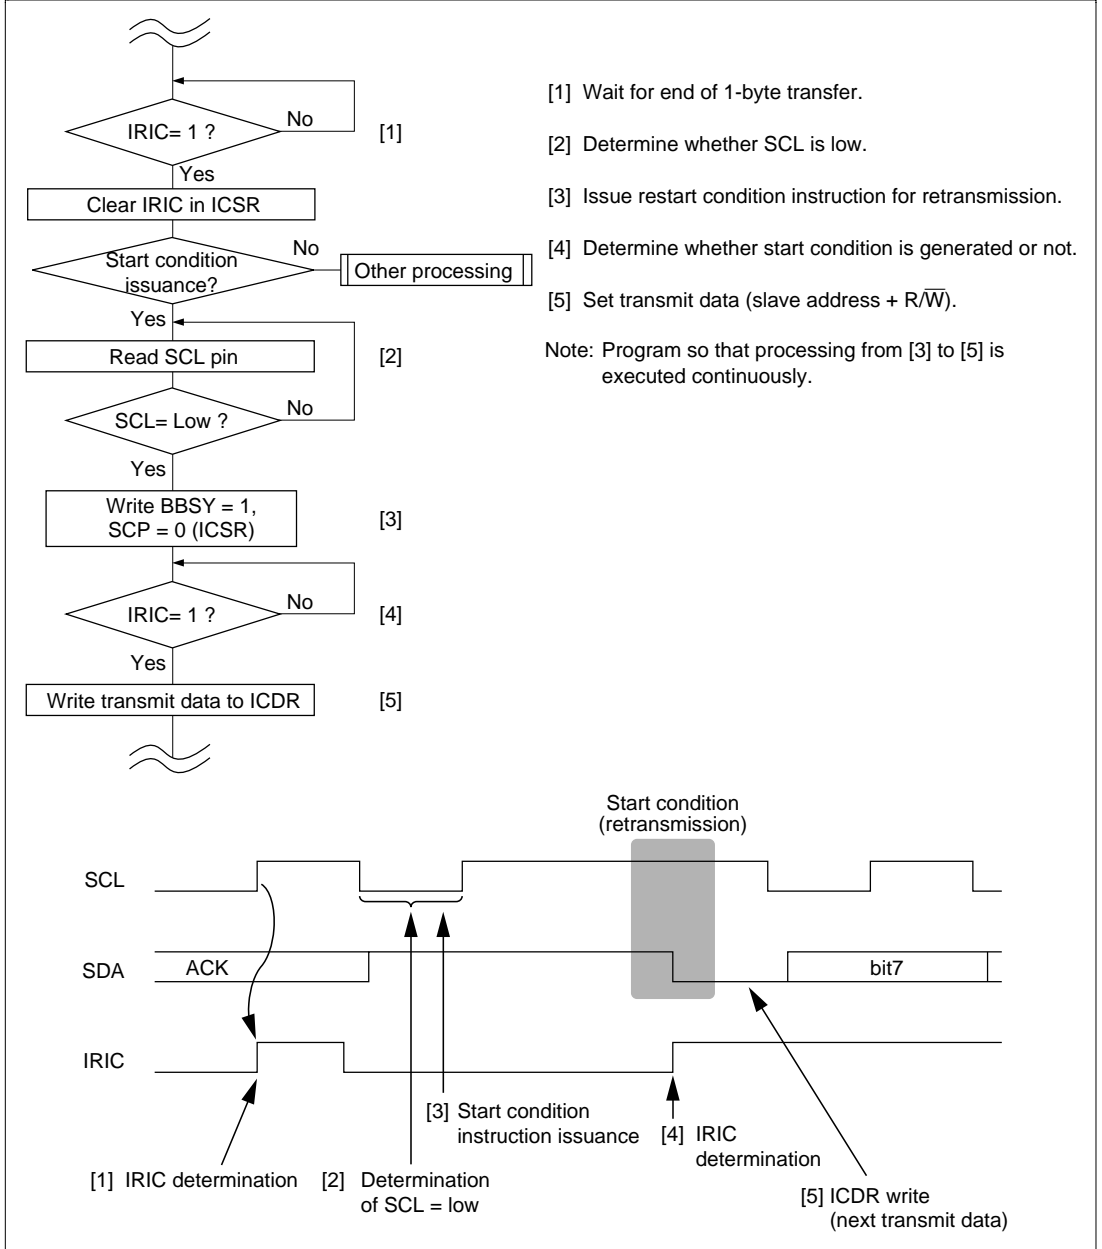 IRIC= 1 ?
No
[1]
Yes
Clear IRIC in ICSR
Start condition
issuance?
No
Other processing
Yes
Read SCL pin
[2]
SCL= Low ?
No
Yes
Write BBSY = 1,
SCP = 0 (ICSR)
[3]
IRIC= 1 ?
No
[4]
Yes
Write transmit data to ICDR
[5]
[1] Wait for end of 1-byte transfer.
[2] Determine whether SCL is low.
[3] Issue restart condition instruction for retransmission.
[4] Determine whether start condition is generated or not.
[5] Set transmit data (slave address + R/W̅).
Note: Program so that processing from [3] to [5] is
executed continuously.
Start condition
(retransmission)
SCL
SDA
ACK
bit7
IRIC
[3] Start condition
instruction issuance
[4] IRIC
determination
[1] IRIC determination
[2] Determination
of SCL = low
[5] ICDR write
(next transmit data)